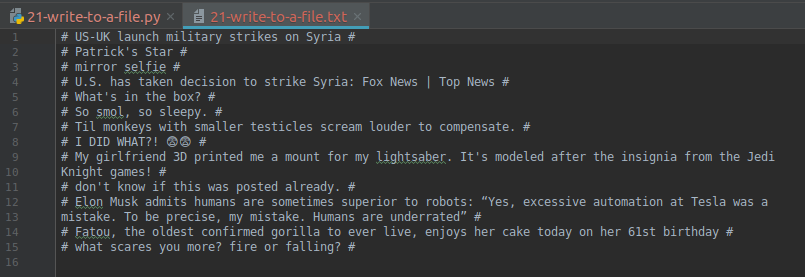 21-write-to-a-file.py × 21-write-to-a-file.txt ×
1 # US-UK launch military strikes on Syria #
2 # Patrick's Star #
3 # mirror selfie #
4 # U.S. has taken decision to strike Syria: Fox News | Top News #
5 # What's in the box? #
6 # So smol, so sleepy. #
7 # Til monkeys with smaller testicles scream louder to compensate. #
8 # I DID WHAT?! 😨😨 #
9 # My girlfriend 3D printed me a mount for my lightsaber. It's modeled after the insignia from the Jedi
10 Knight games! #
11 # don't know if this was posted already. #
12 # Elon Musk admits humans are sometimes superior to robots: “Yes, excessive automation at Tesla was a
13 mistake. To be precise, my mistake. Humans are underrated” #
14 # Fatou, the oldest confirmed gorilla to ever live, enjoys her cake today on her 61st birthday #
15 # what scares you more? fire or falling? #
16